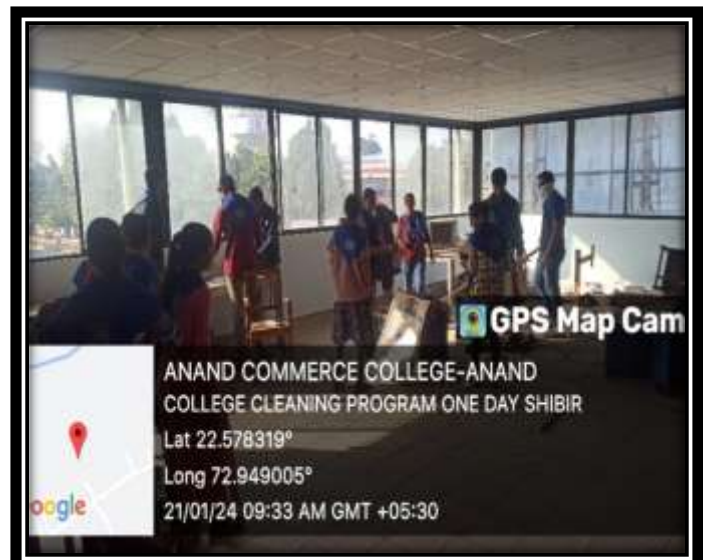 GPS Map Cam
ANAND COMMERCE COLLEGE-ANAND
COLLEGE CLEANING PROGRAM ONE DAY SHIBIR
Lat 22.578319°
Long 72.949005°
oogle
21/01/24 09:33 AM GMT +05:30